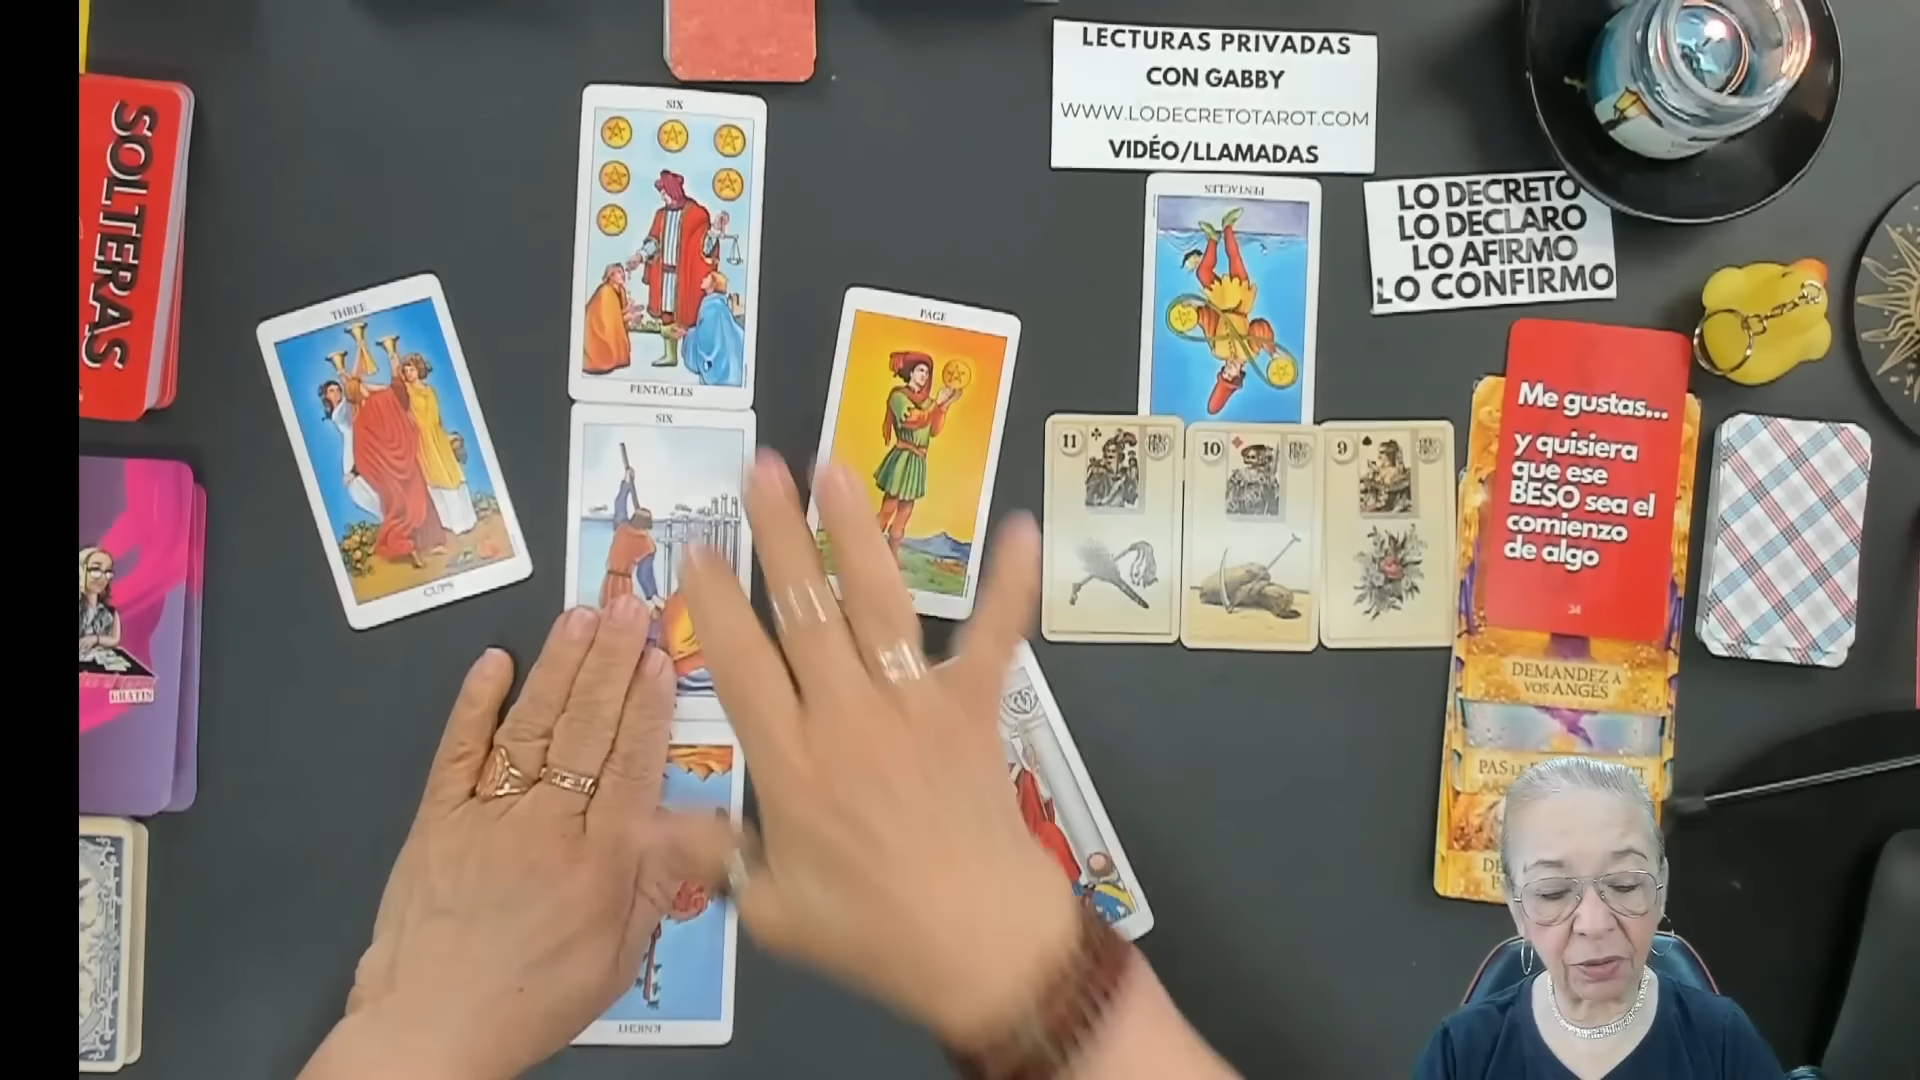 SOLTERAS
GRATIS
THREE
CUPS
SIX
PENTACLES
SIX
PAGE
KNIGHT
LECTURAS PRIVADAS
CON GABBY
WWW.LODECRETOTAROT.COM
VIDÉO/LLAMADAS
PENTACLES
LO DECRETO
LO DECLARO
LO AFIRMO
LO CONFIRMO
11
10
9
Me gustas...
y quisiera
que ese
BESO sea el
comienzo
de algo
34
DEMANDEZ À
VOS ANGES